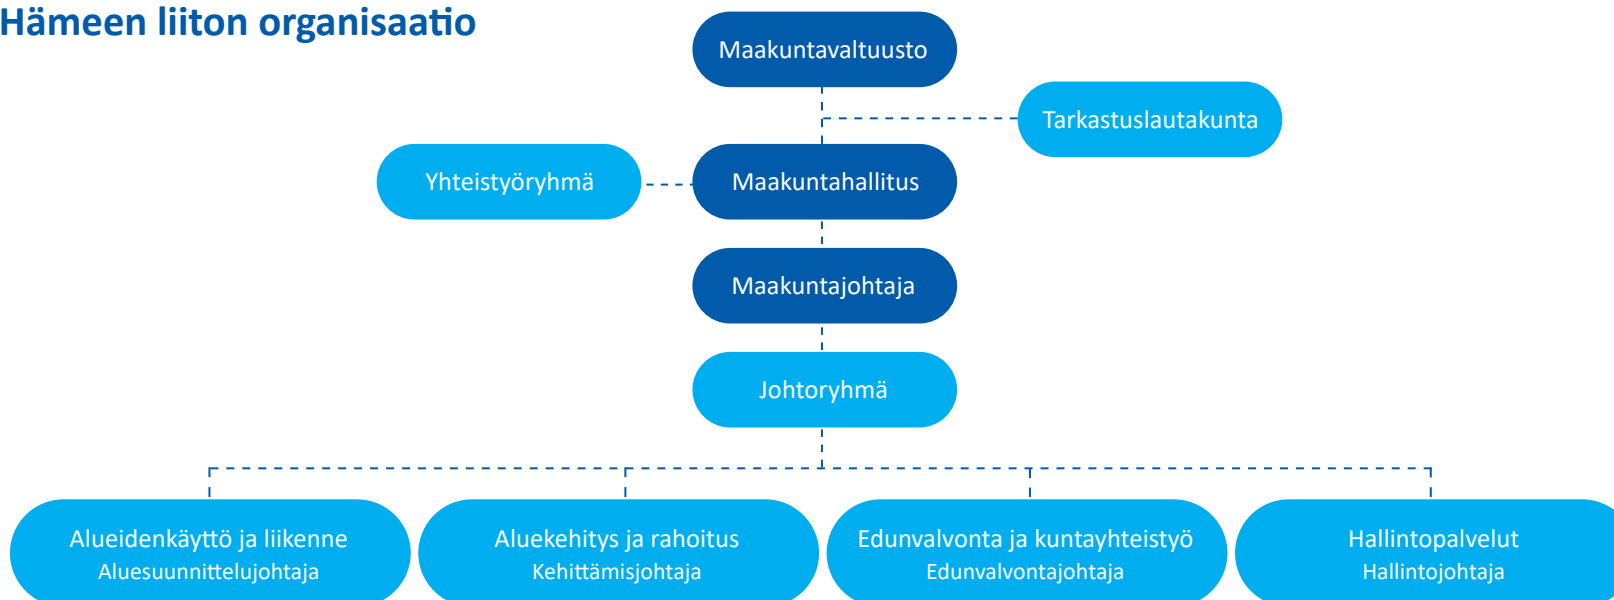 Hämeen liiton organisaatio
Maakuntavaltuusto
Tarkastuslautakunta
Yhteistyöryhmä
Maakuntahallitus
Maakuntajohtaja
Johtoryhmä
Alueidenkäyttö ja liikenne
Aluesuunnittelujohtaja
Aluekehitys ja rahoitus
Kehittämisjohtaja
Edunvalvonta ja kuntayhteistyö
Edunvalvontajohtaja
Hallintopalvelut
Hallintojohtaja